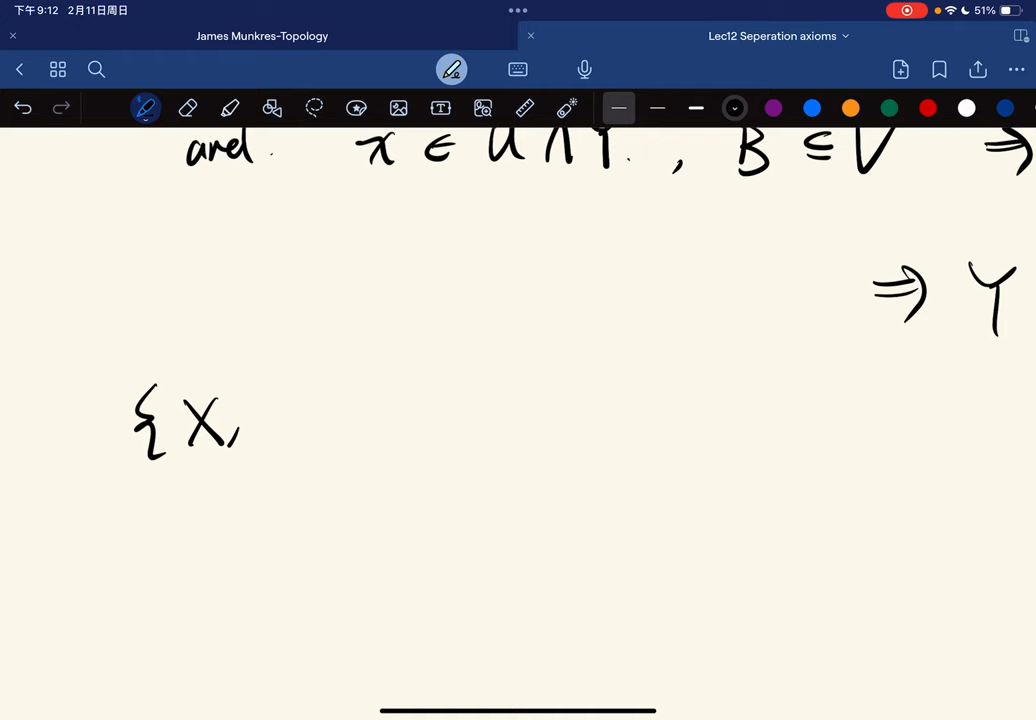 下午9:12 2月11日周日
51%
James Munkres-Topology
Lec12 Seperation axioms
and. x ∈ U ∩ Y. , B ⊆ V ⇒
⇒ Y
{ X,